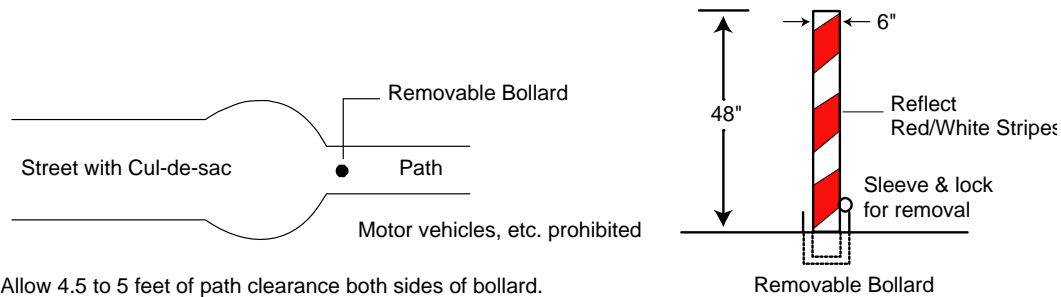 Removable Bollard
Street with Cul-de-sac
Path
Motor vehicles, etc. prohibited
Allow 4.5 to 5 feet of path clearance both sides of bollard.
6"
48"
Reflect
Red/White Stripes
Sleeve & lock
for removal
Removable Bollard